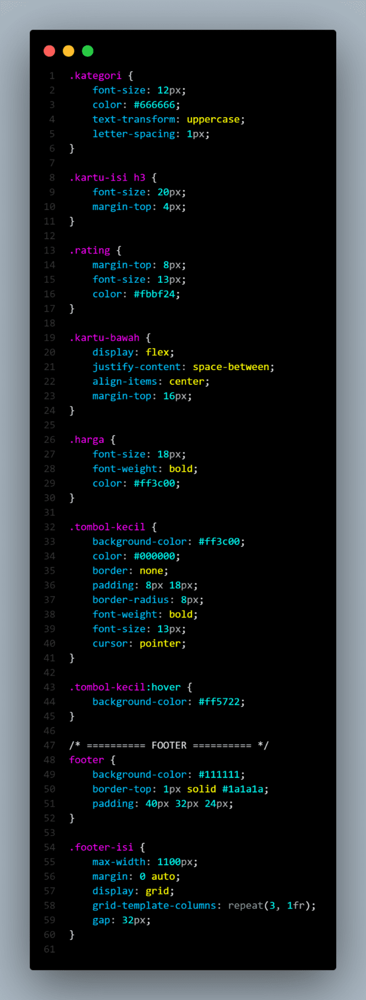 1 .kategori {
2     font-size: 12px;
3     color: #666666;
4     text-transform: uppercase;
5     letter-spacing: 1px;
6 }
7
8 .kartu-isi h3 {
9     font-size: 20px;
10     margin-top: 4px;
11 }
12
13 .rating {
14     margin-top: 8px;
15     font-size: 13px;
16     color: #fbbf24;
17 }
18
19 .kartu-bawah {
20     display: flex;
21     justify-content: space-between;
22     align-items: center;
23     margin-top: 16px;
24 }
25
26 .harga {
27     font-size: 18px;
28     font-weight: bold;
29     color: #ff3c00;
30 }
31
32 .tombol-kecil {
33     background-color: #ff3c00;
34     color: #000000;
35     border: none;
36     padding: 8px 18px;
37     border-radius: 8px;
38     font-weight: bold;
39     font-size: 13px;
40     cursor: pointer;
41 }
42
43 .tombol-kecil:hover {
44     background-color: #ff5722;
45 }
46
47 /* ========== FOOTER ========== */
48 footer {
49     background-color: #111111;
50     border-top: 1px solid #1a1a1a;
51     padding: 40px 32px 24px;
52 }
53
54 .footer-isi {
55     max-width: 1100px;
56     margin: 0 auto;
57     display: grid;
58     grid-template-columns: repeat(3, 1fr);
59     gap: 32px;
60 }
61